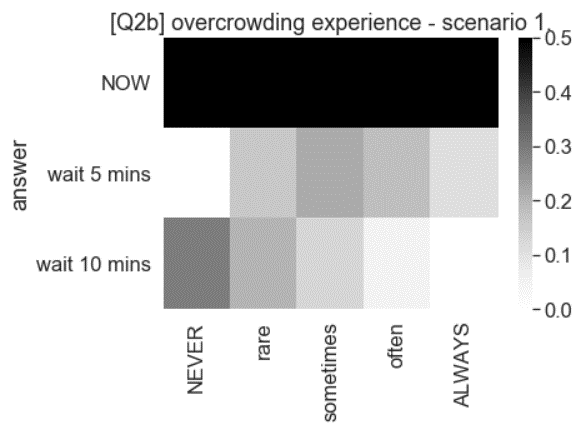 [Q2b] overcrowding experience - scenario 1
answer
NOW
wait 5 mins
wait 10 mins
NEVER
rare
sometimes
often
ALWAYS
0.5
0.4
0.3
0.2
0.1
0.0